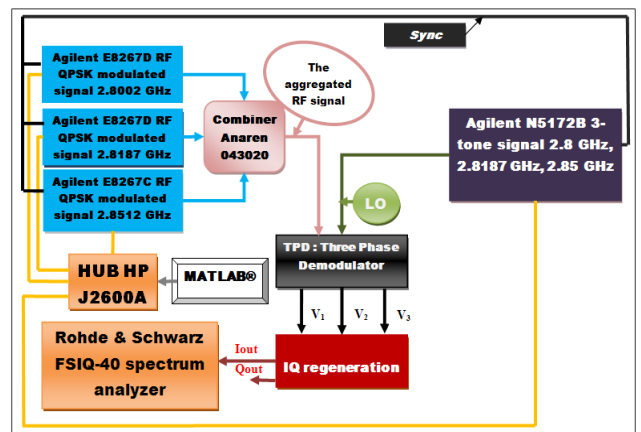 Sync
Agilent E8267D RF
QPSK modulated
signal 2.8002 GHz
Agilent E8267D RF
QPSK modulated
signal 2.8187 GHz
Agilent E8267C RF
QPSK modulated
signal 2.8512 GHz
Combiner
Anaren
043020
The
aggregated
RF signal
Agilent N5172B 3-
tone signal 2.8 GHz,
2.8187 GHz, 2.85 GHz
LO
TPD : Three Phase
Demodulator
HUB HP
J2600A
MATLAB®
V1
V2
V3
Rohde & Schwarz
FSIQ-40 spectrum
analyzer
Iout
Qout
IQ regeneration